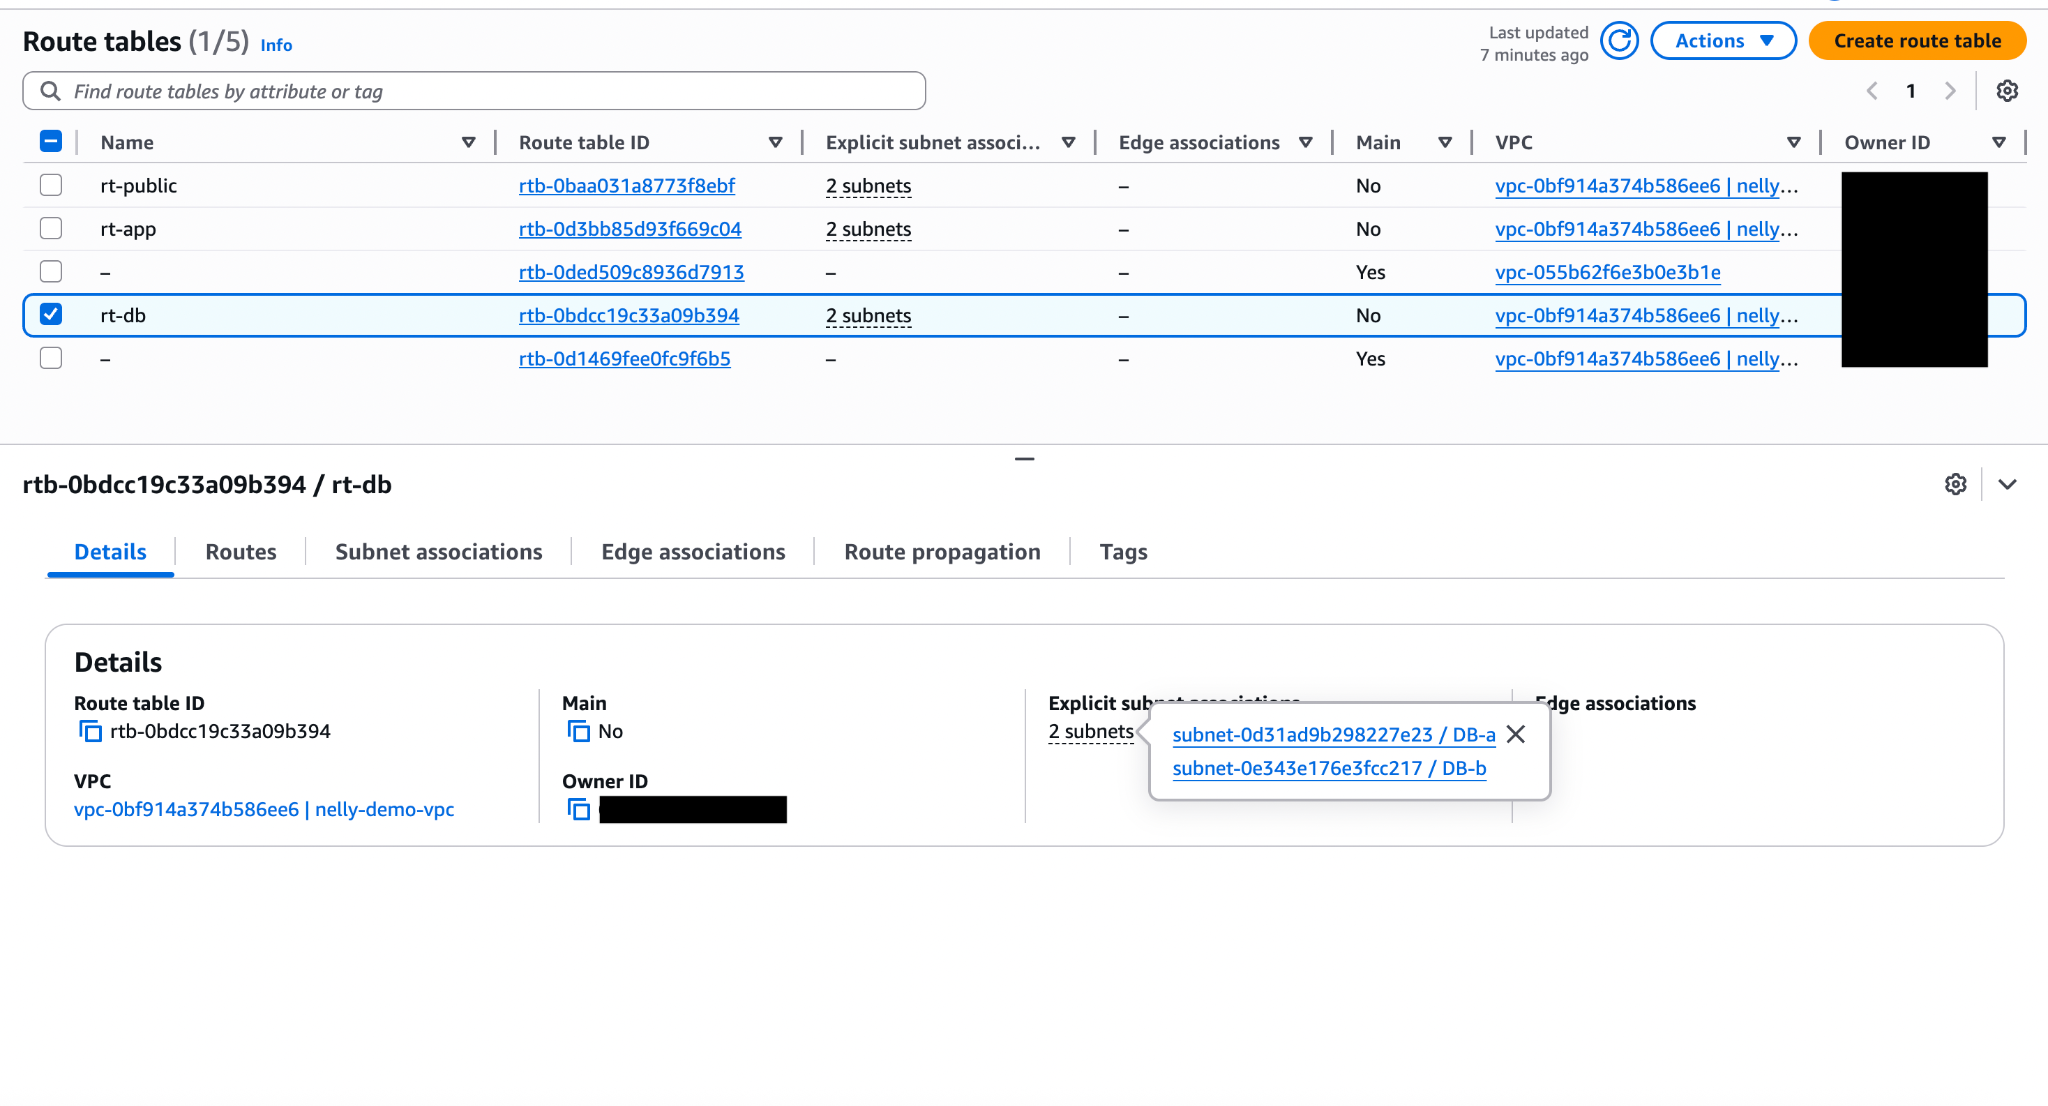 Route tables (1/5) Info
Last updated
7 minutes ago
Actions
Create route table
Find route tables by attribute or tag
1
Name Route table ID Explicit subnet associ... Edge associations Main VPC Owner ID
rt-public rtb-0baa031a8773f8ebf 2 subnets – No vpc-0bf914a374b586ee6 | nelly...
rt-app rtb-0d3bb85d93f669c04 2 subnets – No vpc-0bf914a374b586ee6 | nelly...
– rtb-0ded509c8936d7913 – – Yes vpc-055b62f6e3b0e3b1e
rt-db rtb-0bdcc19c33a09b394 2 subnets – No vpc-0bf914a374b586ee6 | nelly...
– rtb-0d1469fee0fc9f6b5 – – Yes vpc-0bf914a374b586ee6 | nelly...
rtb-0bdcc19c33a09b394 / rt-db
Details Routes Subnet associations Edge associations Route propagation Tags
Details
Route table ID
rtb-0bdcc19c33a09b394
Main
No
Explicit subnet associations
2 subnets
subnet-0d31ad9b298227e23 / DB-a
subnet-0e343e176e3fcc217 / DB-b
Edge associations
VPC
vpc-0bf914a374b586ee6 | nelly-demo-vpc
Owner ID